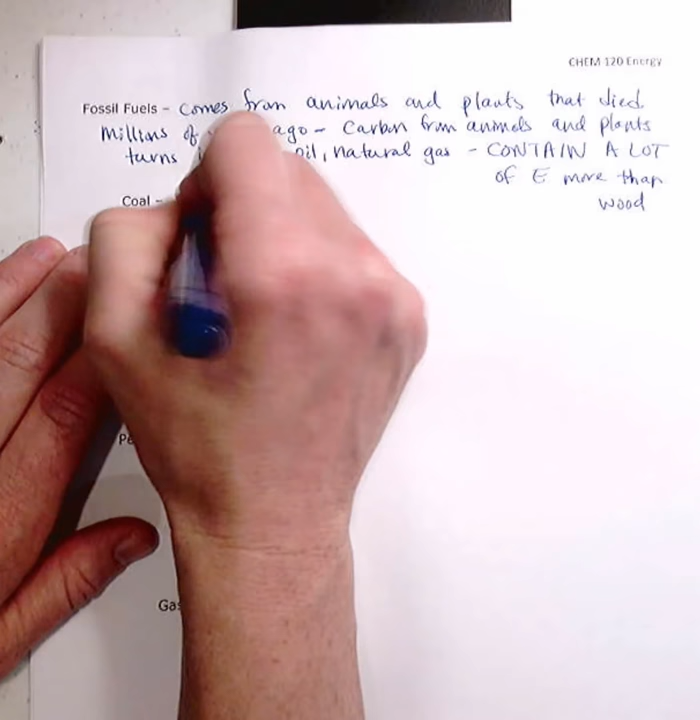 CHEM 120 Energy
Fossil Fuels - comes from animals and plants that died
Millions of ago - Carbon from animals and plants
turns oil, natural gas - CONTAIN A LOT
of E more than
wood
Coal -